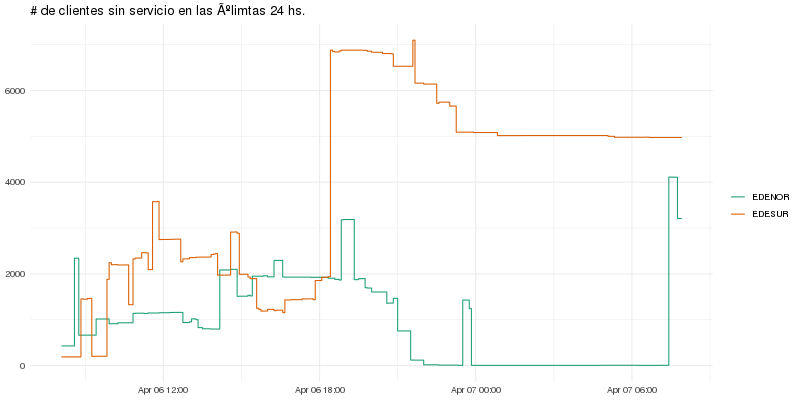 # de clientes sin servicio en las Ãºlimtas 24 hs.
6000
4000
2000
0
Apr 06 12:00
Apr 06 18:00
Apr 07 00:00
Apr 07 06:00
EDENOR
EDESUR